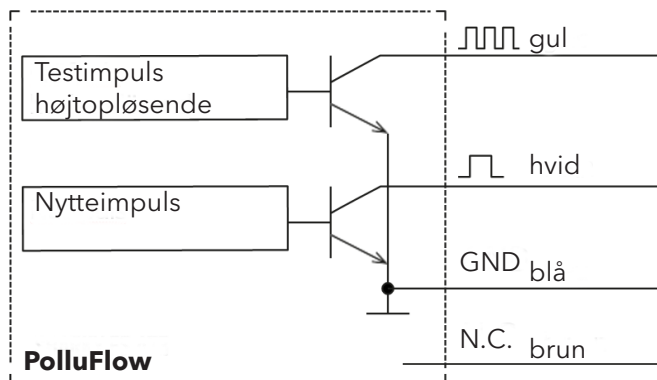 Testimpuls
højtopløsende
gul
Nytteimpuls
hvid
GND blå
N.C. brun
PolluFlow